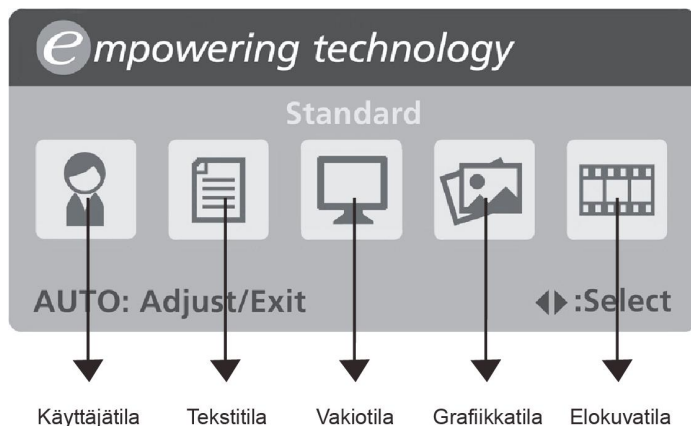 empowering technology
Standard
AUTO: Adjust/Exit ◀▶:Select
Käyttäjätila Tekstitila Vakiotila Grafiikkatila Elokuvatila